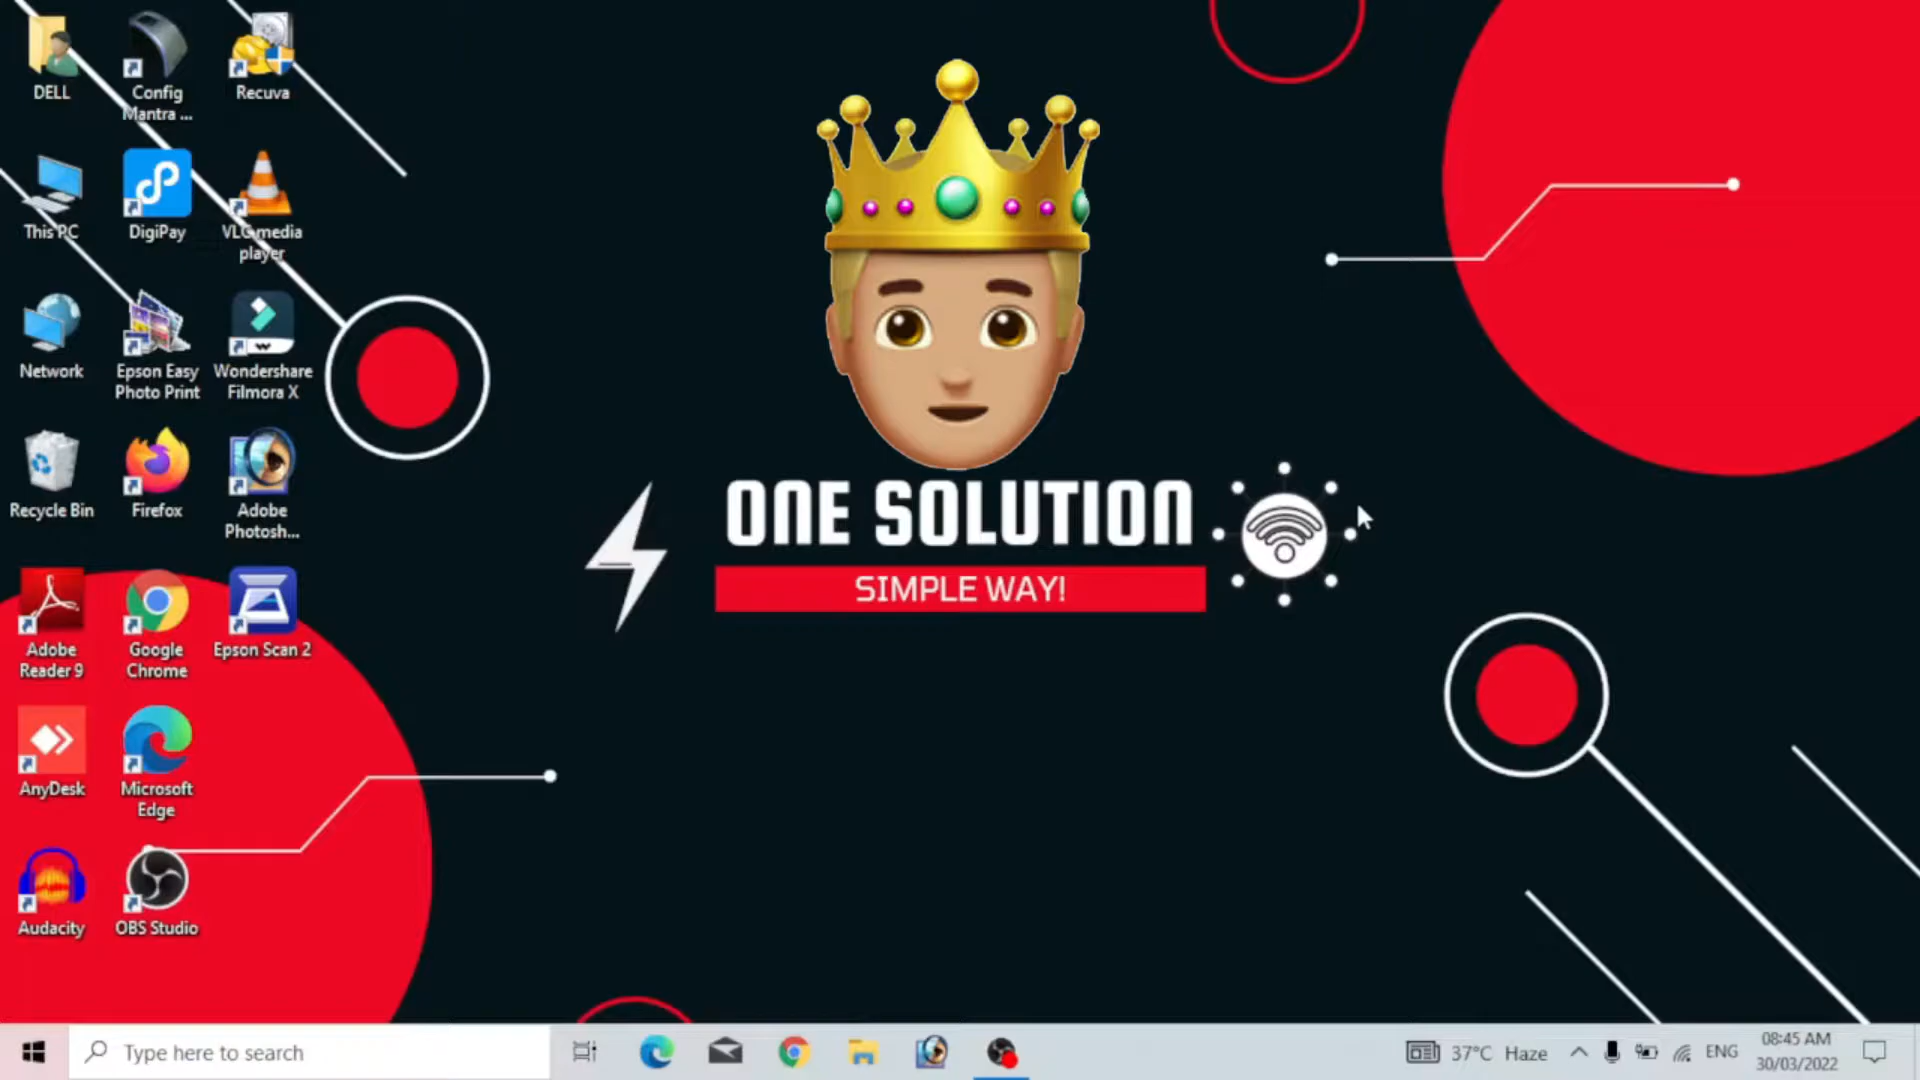 DELL
Config
Mantra ...
Recuva
This PC
DigiPay
VLC media
player
Network
Epson Easy
Photo Print
Wondershare
Filmora X
Recycle Bin
Firefox
Adobe
Photosh...
Adobe
Reader 9
Google
Chrome
Epson Scan 2
AnyDesk
Microsoft
Edge
Audacity
OBS Studio
ONE SOLUTION
SIMPLE WAY!
Type here to search
37°C Haze
ENG
08:45 AM
30/03/2022